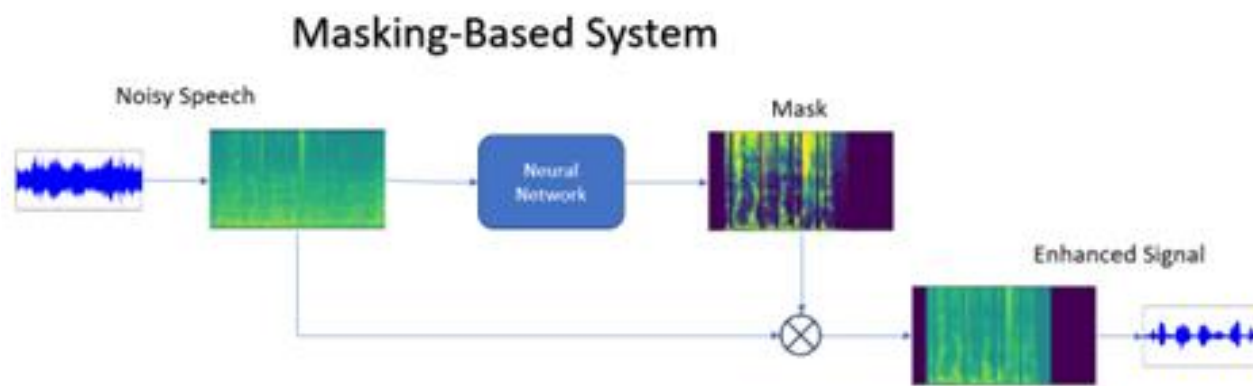 Masking-Based System
Noisy Speech
Mask
Neural
Network
Enhanced Signal